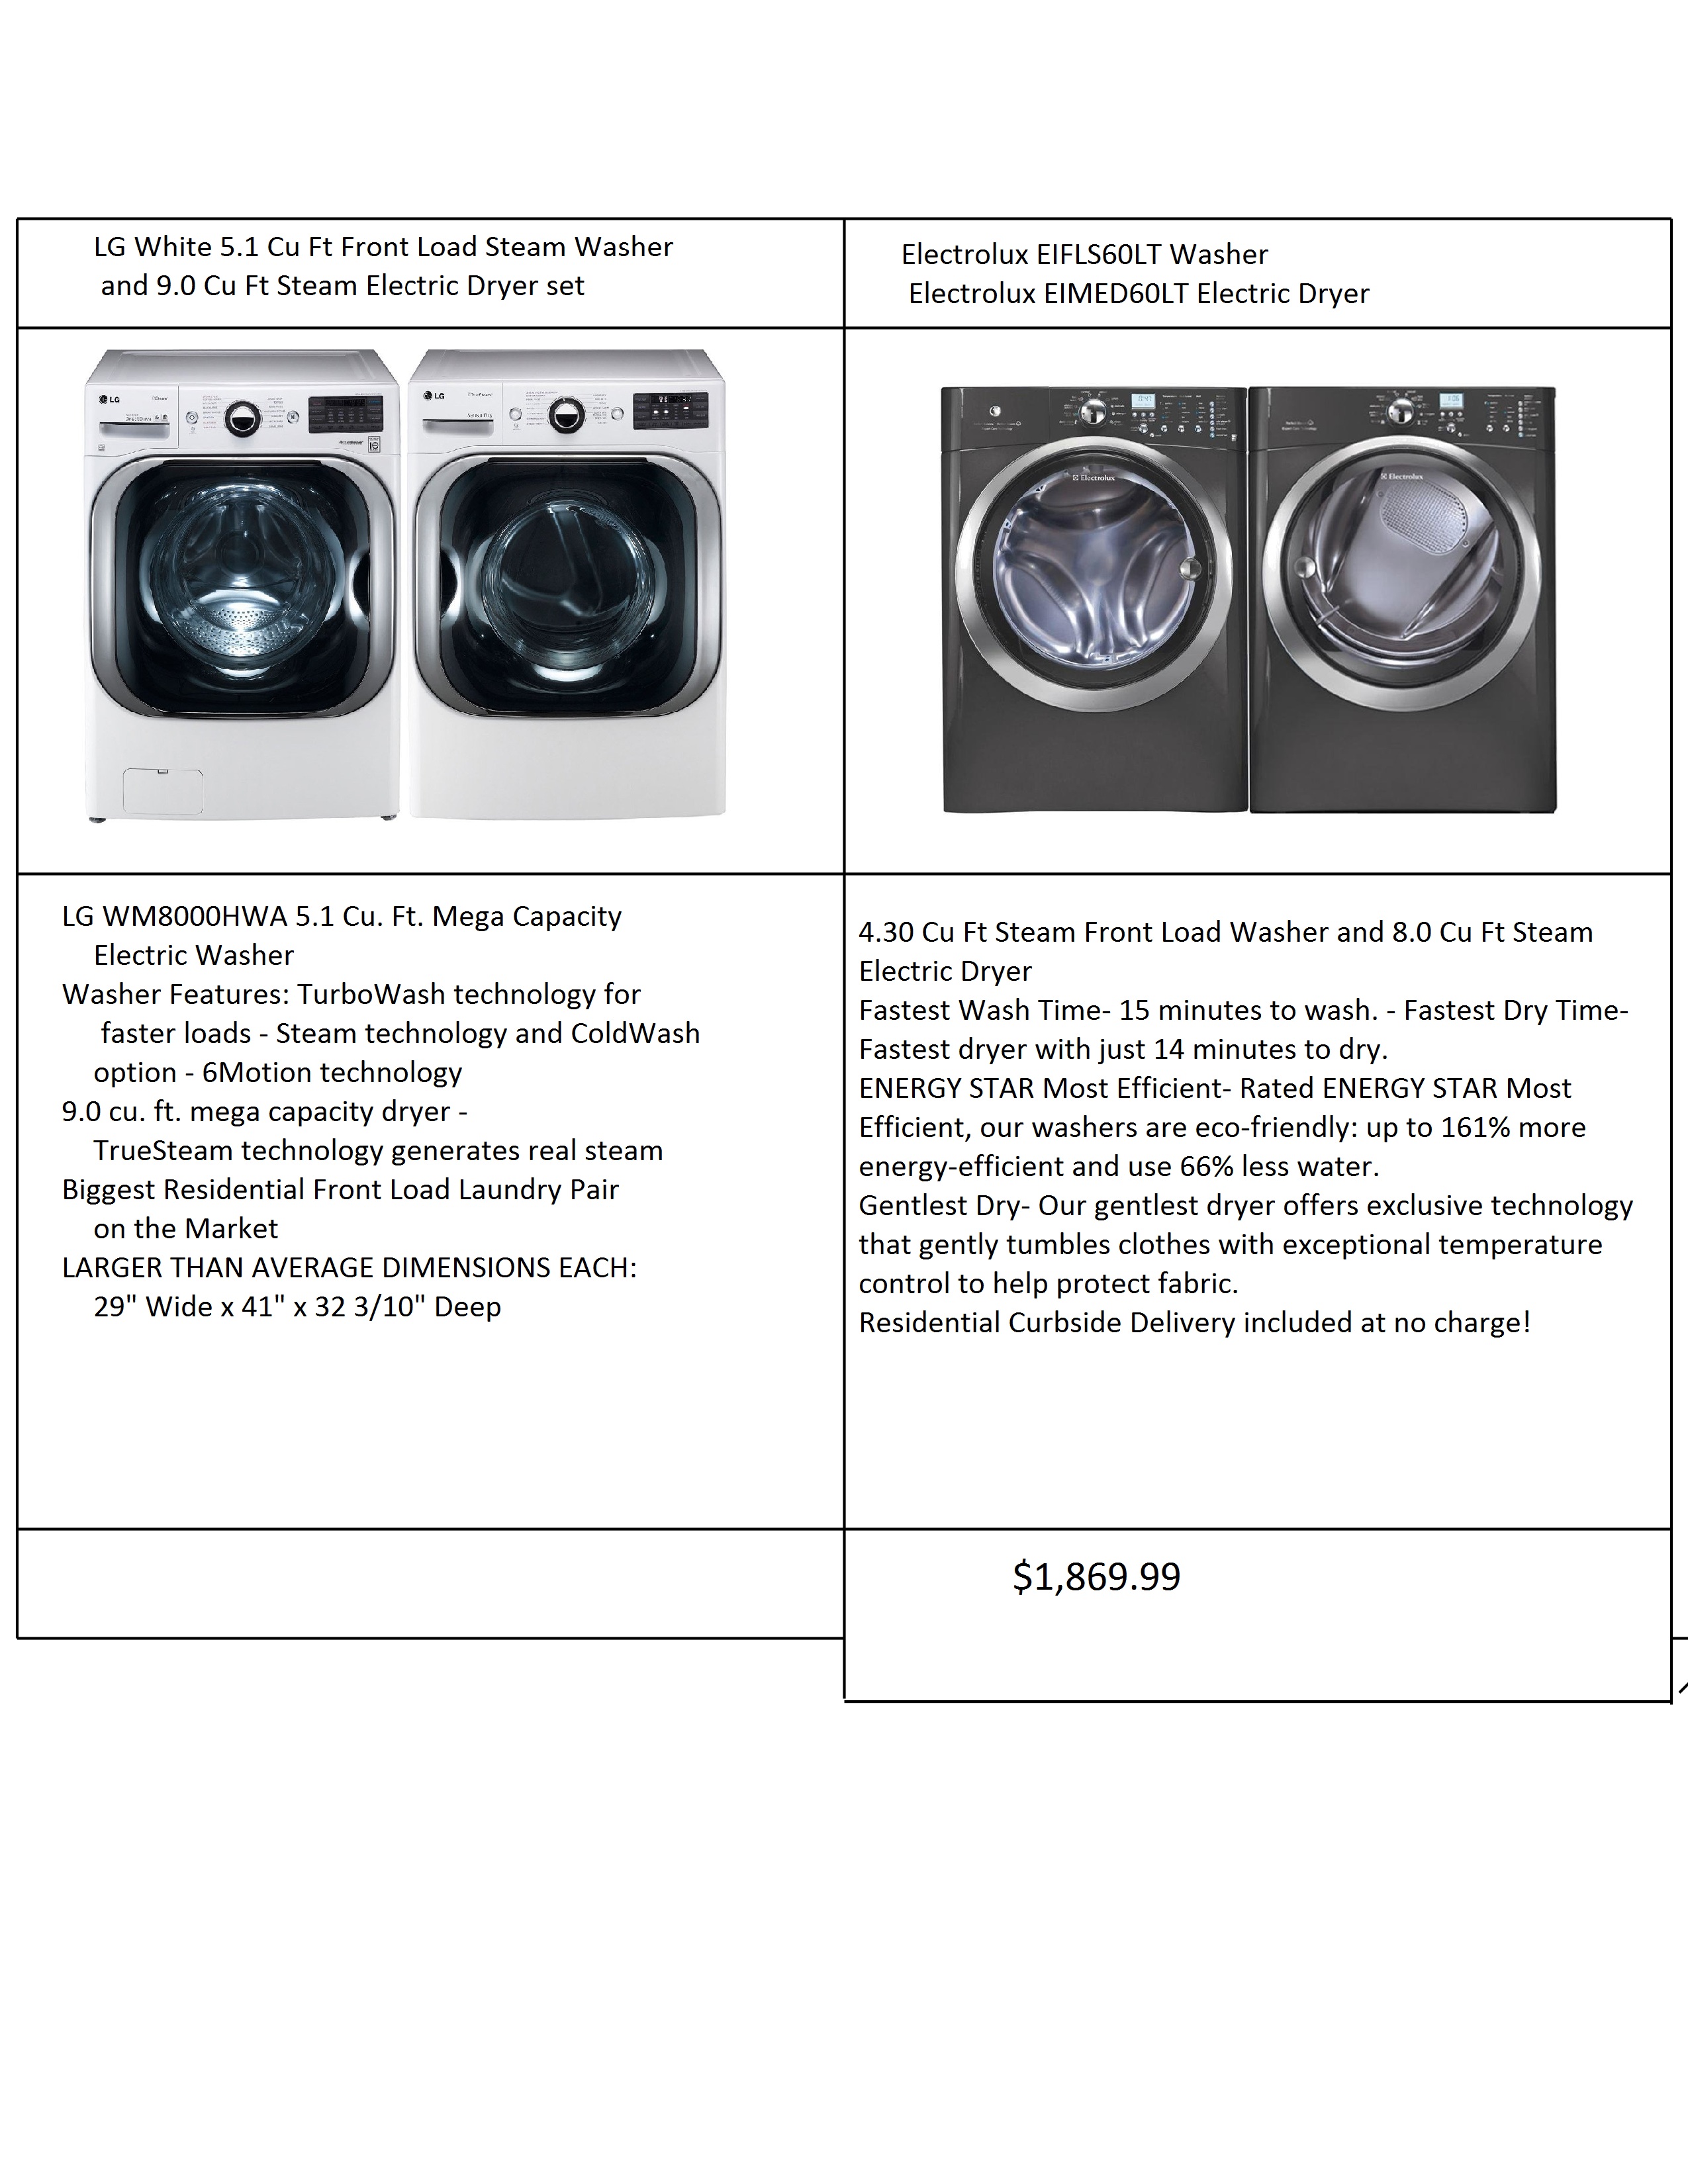 LG White 5.1 Cu Ft Front Load Steam Washer
and 9.0 Cu Ft Steam Electric Dryer set
Electrolux EIFLS60LT Washer
Electrolux EIMED60LT Electric Dryer
LG
LG
Electrolux
Electrolux
LG WM8000HWA 5.1 Cu. Ft. Mega Capacity
Electric Washer
Washer Features: TurboWash technology for
faster loads - Steam technology and ColdWash
option - 6Motion technology
9.0 cu. ft. mega capacity dryer -
TrueSteam technology generates real steam
Biggest Residential Front Load Laundry Pair
on the Market
LARGER THAN AVERAGE DIMENSIONS EACH:
29" Wide x 41" x 32 3/10" Deep
4.30 Cu Ft Steam Front Load Washer and 8.0 Cu Ft Steam
Electric Dryer
Fastest Wash Time- 15 minutes to wash. - Fastest Dry Time-
Fastest dryer with just 14 minutes to dry.
ENERGY STAR Most Efficient- Rated ENERGY STAR Most
Efficient, our washers are eco-friendly: up to 161% more
energy-efficient and use 66% less water.
Gentlest Dry- Our gentlest dryer offers exclusive technology
that gently tumbles clothes with exceptional temperature
control to help protect fabric.
Residential Curbside Delivery included at no charge!
$1,869.99